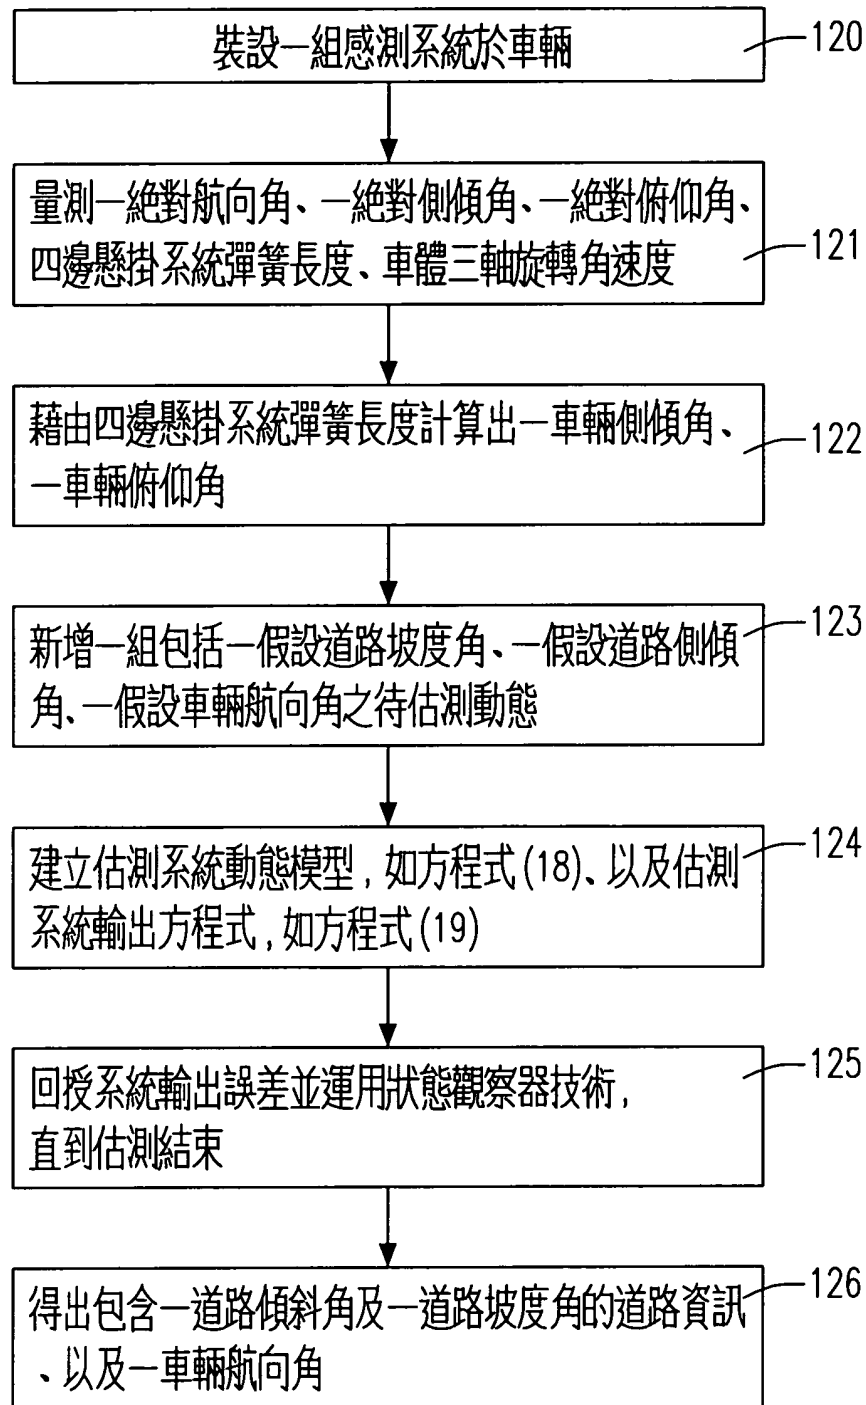 裝設一組感測系統於車輛
120
量測一絕對航向角、一絕對側傾角、一絕對俯仰角、
四邊懸掛系統彈簧長度、車體三軸旋轉角速度
121
藉由四邊懸掛系統彈簧長度計算出一車輛側傾角、
一車輛俯仰角
122
新增一組包括一假設道路坡度角、一假設道路側傾
角、一假設車輛航向角之待估測動態
123
建立估測系統動態模型,如方程式(18)、以及估測
系統輸出方程式,如方程式(19)
124
回授系統輸出誤差並運用狀態觀察器技術,
直到估測結束
125
得出包含一道路傾斜角及一道路坡度角的道路資訊
、以及一車輛航向角
126